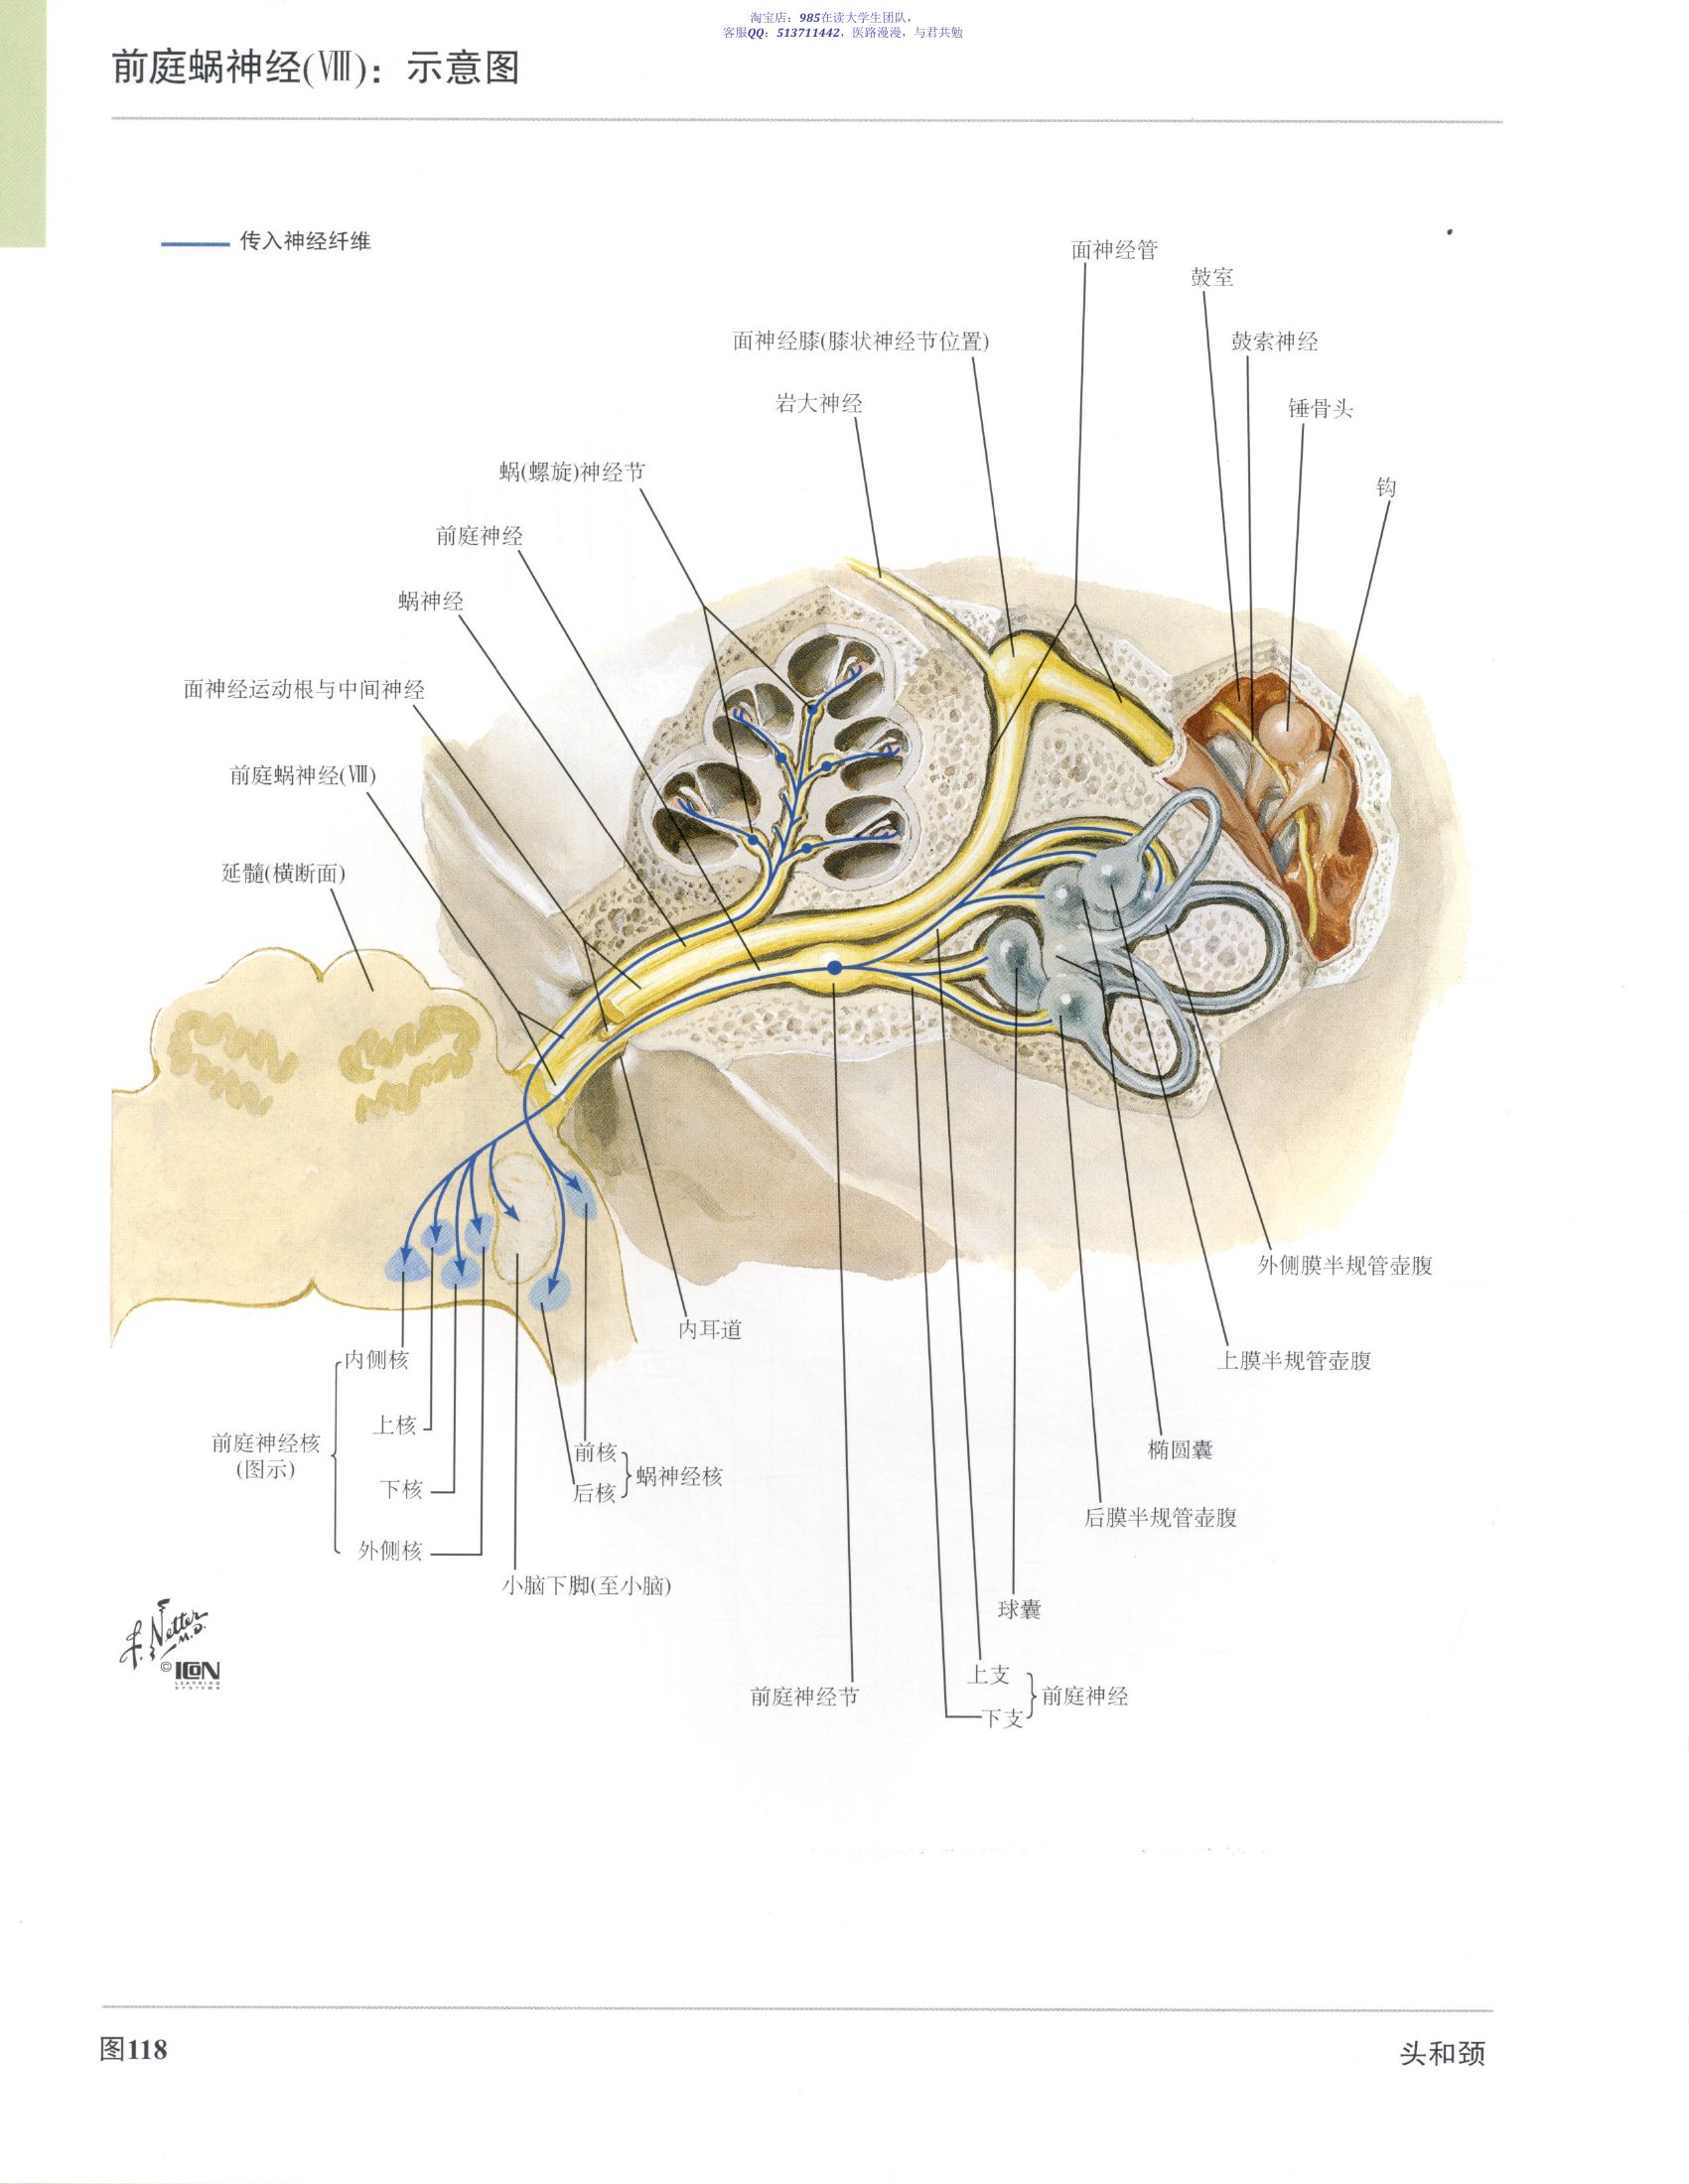 淘宝店：985在读大学生团队，
客服QQ：513711442，医路漫漫，与君共勉
前庭蜗神经(Ⅷ)：示意图
传入神经纤维
面神经管
鼓室
面神经膝(膝状神经节位置)
鼓索神经
岩大神经
锤骨头
蜗(螺旋)神经节
钩
前庭神经
蜗神经
面神经运动根与中间神经
前庭蜗神经(Ⅷ)
延髓(横断面)
外侧膜半规管壶腹
内耳道
内侧核
上膜半规管壶腹
上核
前庭神经核
(图示)
前核
蜗神经核
椭圆囊
下核
后核
后膜半规管壶腹
外侧核
小脑下脚(至小脑)
球囊
上支
前庭神经节
前庭神经
下支
F. Netter
M.D.
© ICON
LEARNING
SYSTEMS
图118
头和颈